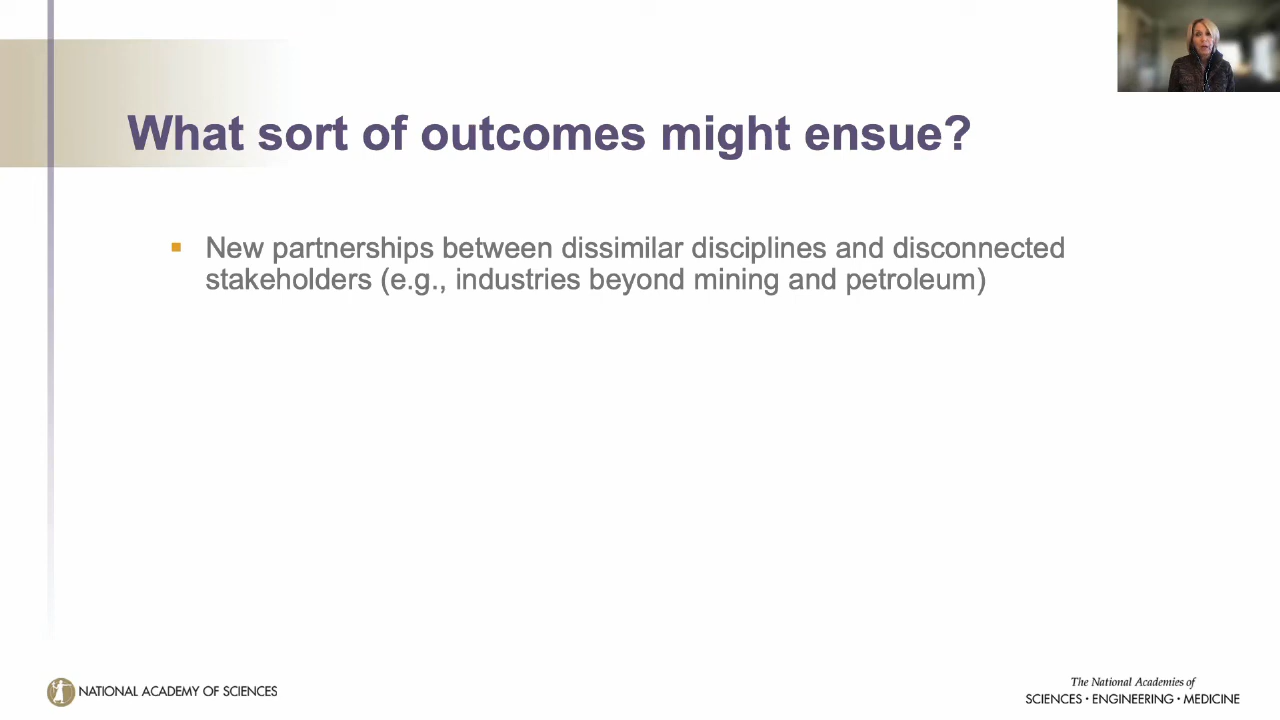 What sort of outcomes might ensue?
▪ New partnerships between dissimilar disciplines and disconnected
stakeholders (e.g., industries beyond mining and petroleum)
NATIONAL ACADEMY OF SCIENCES
The National Academies of
SCIENCES · ENGINEERING · MEDICINE